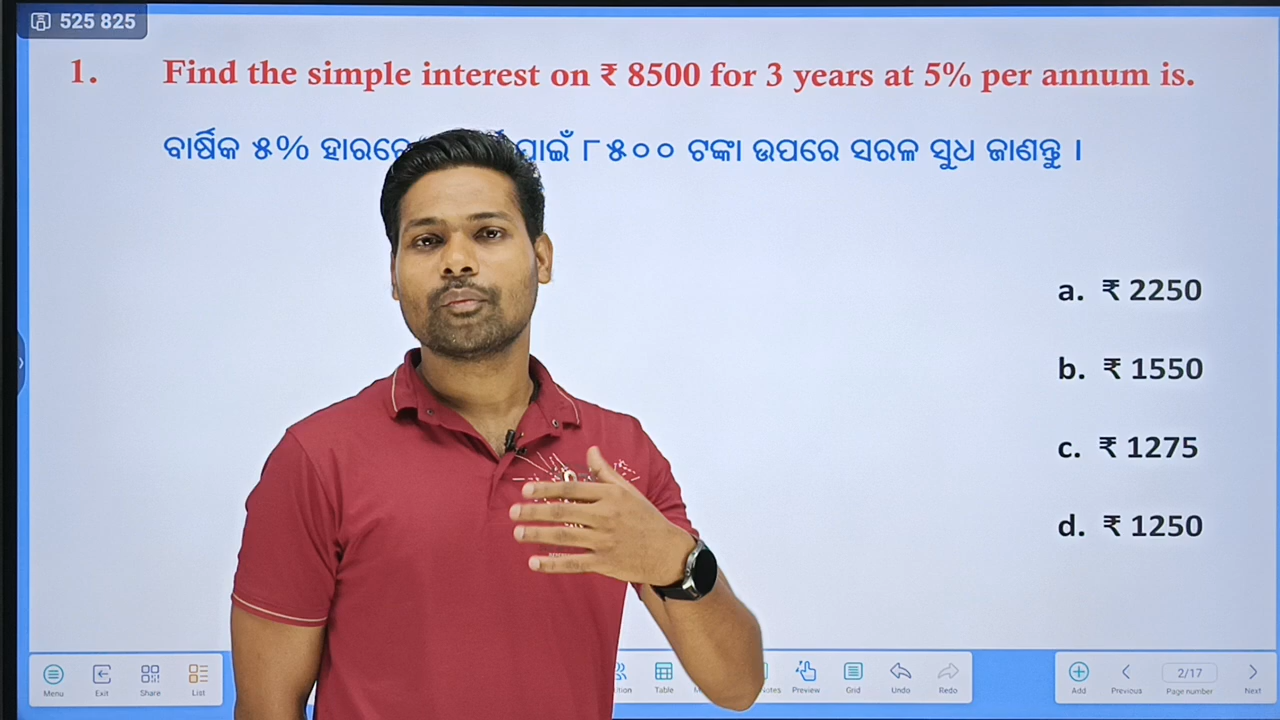 525 825
1. Find the simple interest on ₹ 8500 for 3 years at 5% per annum is.
ବାର୍ଷିକ ୫% ୮୫୦୦ ଟଙ୍କା ଉପରେ ସରଳ ସୁଧ ଜାଣନ୍ତୁ ।
a. ₹ 2250
b. ₹ 1550
c. ₹ 1275
d. ₹ 1250
Menu Exit Share List Table Preview Grid Undo Redo Add Previous 2/17 Page number Next